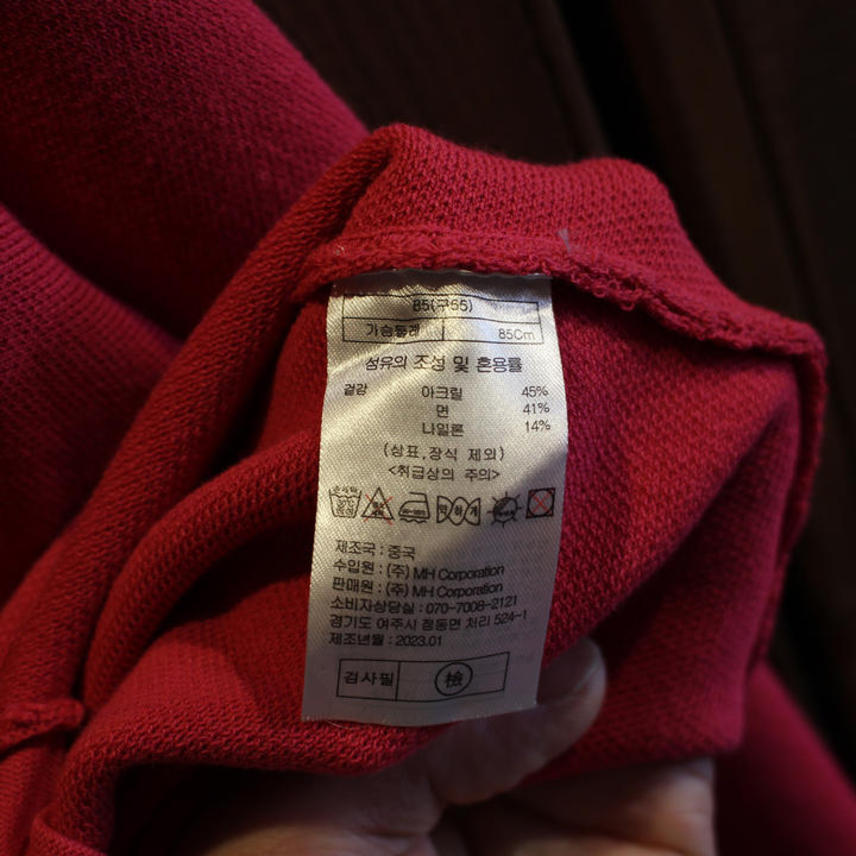 85(구55)
가슴둘레 85Cm
섬유의 조성 및 혼용률
겉감 아크릴 45%
면 41%
나일론 14%
(상표,장식 제외)
<취급상의 주의>
약하게
제조국 : 중국
수입원 : (주) MH Corporation
판매원 : (주) MH Corporation
소비자상담실 : 070-7008-2121
경기도 여주시 점동면 처리 524-1
제조년월 : 2023.01
검사필 檢